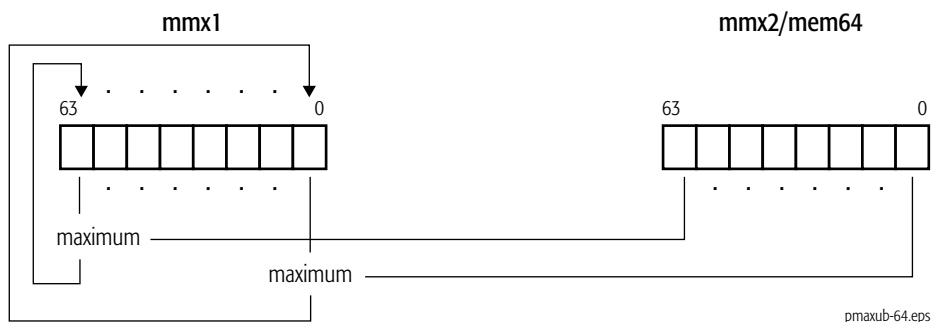 mmx1 mmx2/mem64
. . . . . .
63 0 63 0
. . . . . . . . . . . .
maximum
maximum
pmaxub-64.eps